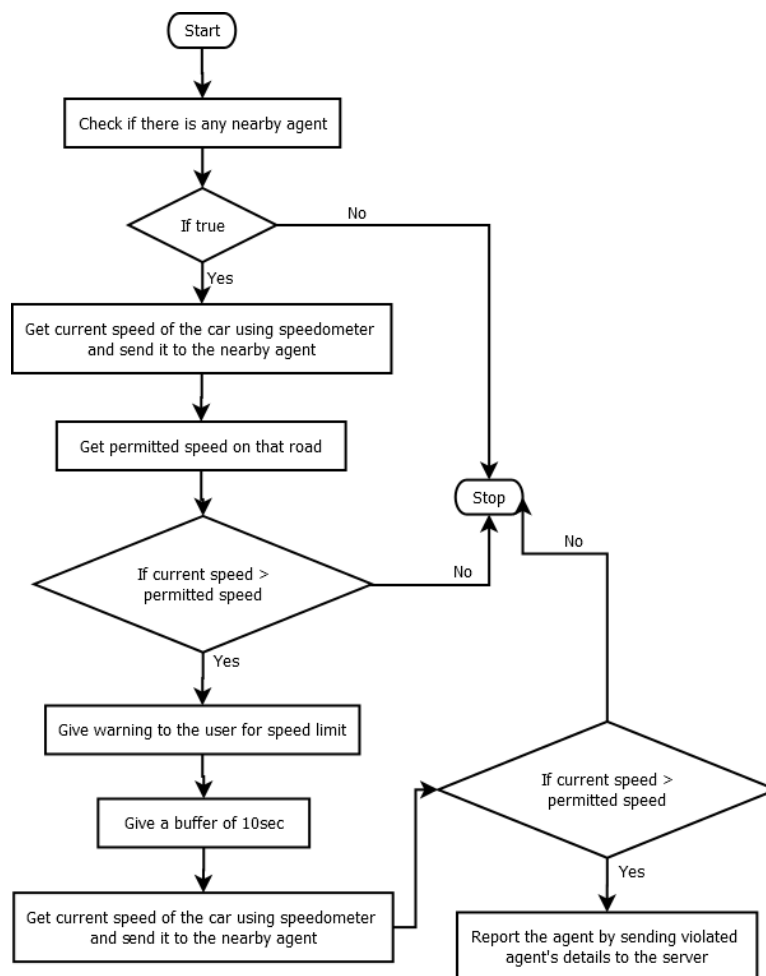 Start
Check if there is any nearby agent
If true
No
Yes
Get current speed of the car using speedometer
and send it to the nearby agent
Get permitted speed on that road
Stop
If current speed >
permitted speed
No
No
Yes
Give warning to the user for speed limit
If current speed >
permitted speed
Give a buffer of 10sec
Yes
Get current speed of the car using speedometer
and send it to the nearby agent
Report the agent by sending violated
agent's details to the server